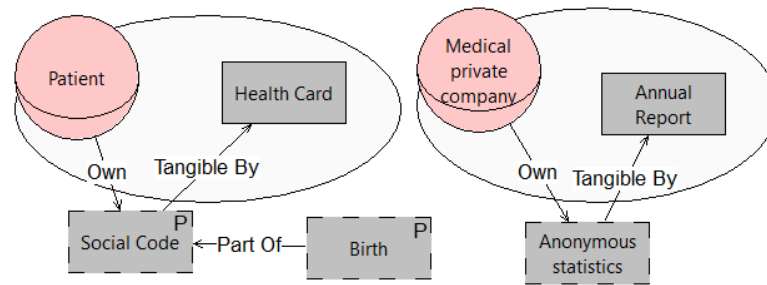 Patient
Health Card
Own
Tangible By
P
Social Code
Part Of
P
Birth
Medical
private
company
Annual
Report
Own
Tangible By
Anonymous
statistics